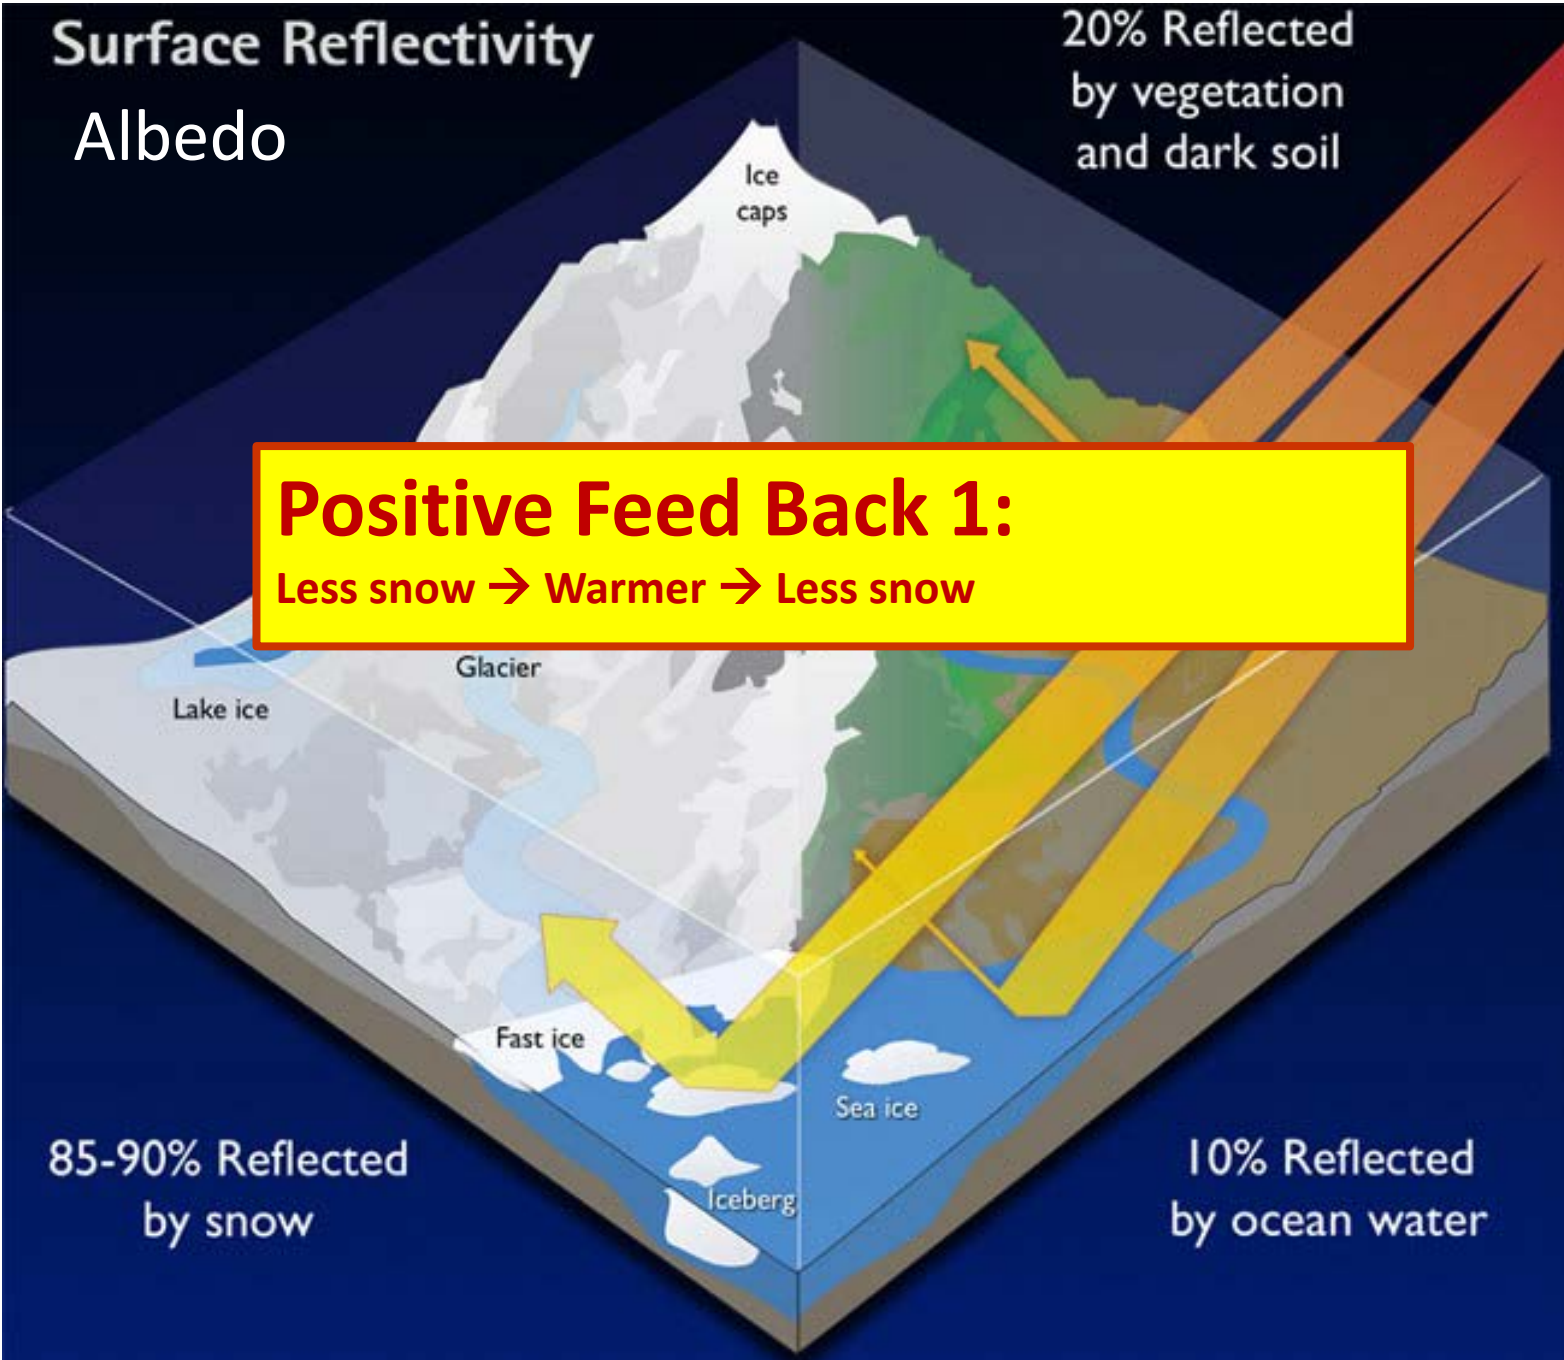 Surface Reflectivity
Albedo
20% Reflected
by vegetation
and dark soil
Ice
caps
Positive Feed Back 1:
Less snow → Warmer → Less snow
Glacier
Lake ice
Fast ice
Sea ice
Iceberg
85-90% Reflected
by snow
10% Reflected
by ocean water